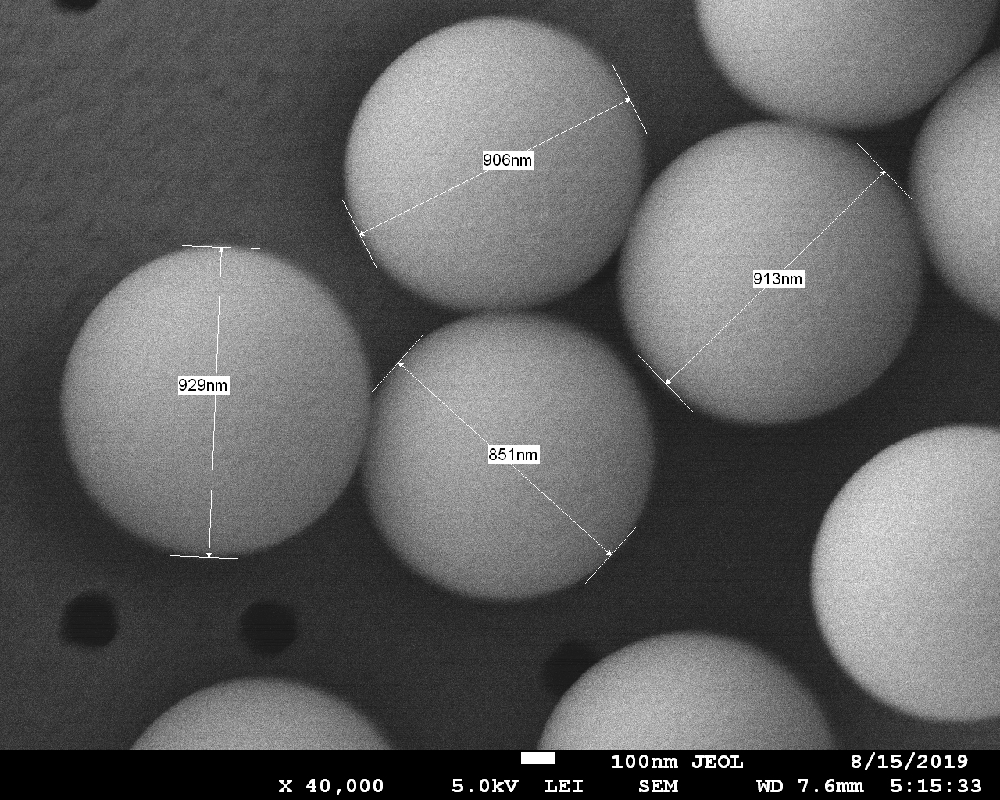 906nm
913nm
929nm
851nm
100nm JEOL 8/15/2019
X 40,000 5.0kV LEI SEM WD 7.6mm 5:15:33